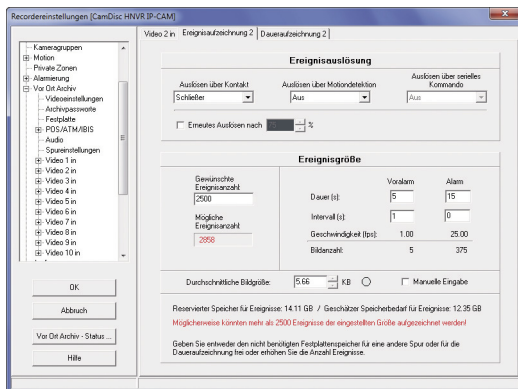 Recordereinstellungen [CamDisc HNVR IP-CAM]
Kameragruppen
Motion
Private Zonen
Alarmierung
Vor Ort Archiv
Videoeinstellungen
Archivpassworte
Festplatte
POS/ATM/IBIS
Audio
Spureinstellungen
Video 1 in
Video 2 in
Video 3 in
Video 4 in
Video 5 in
Video 6 in
Video 7 in
Video 8 in
Video 9 in
Video 10 in
OK
Abbruch
Vor Ort Archiv - Status ...
Hilfe
Video 2 in Ereignisaufzeichnung 2 Daueraufzeichnung 2
Ereignisauslösung
Auslösen über Kontakt Auslösen über Motiondetektion Auslösen über serielles Kommando
Schließer Aus Aus
Erneutes Auslösen nach %
Ereignisgröße
Gewünschte
Ereignisanzahl
2500
Mögliche
Ereignisanzahl
2858
Voralarm Alarm
Dauer (s): 5 15
Intervall (s): 1 0
Geschwindigkeit (fps): 1.00 25.00
Bildanzahl: 5 375
Durchschnittliche Bildgröße: 5.66 KB Manuelle Eingabe
Reservierter Speicher für Ereignisse: 14.11 GB / Geschätzer Speicherbedarf für Ereignisse: 12.35 GB
Möglicherweise könnten mehr als 2500 Ereignisse der eingestellten Größe aufgezeichnet werden!
Geben Sie entweder den nicht benötigten Festplattenspeicher für eine andere Spur oder für die
Daueraufzeichnung frei oder erhöhen Sie die Anzahl Ereignisse.